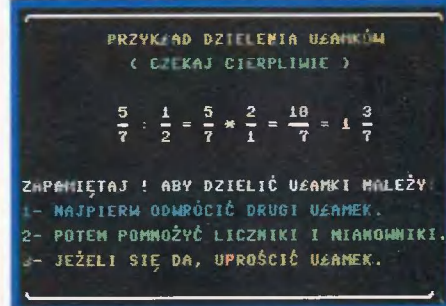 PRZYKŁAD DZIELENIA UŁAMKÓW
( CZEKAJ CIERPLIWIE )
5/7 : 1/2 = 5/7 * 2/1 = 10/7 = 1 3/7
ZAPAMIĘTAJ ! ABY DZIELIĆ UŁAMKI NALEŻY
1- NAJPIERW ODWRÓCIĆ DRUGI UŁAMEK.
2- POTEM POMNOŻYĆ LICZNIKI I MIANOWNIKI.
3- JEŻELI SIĘ DA, UPROŚCIĆ UŁAMEK.